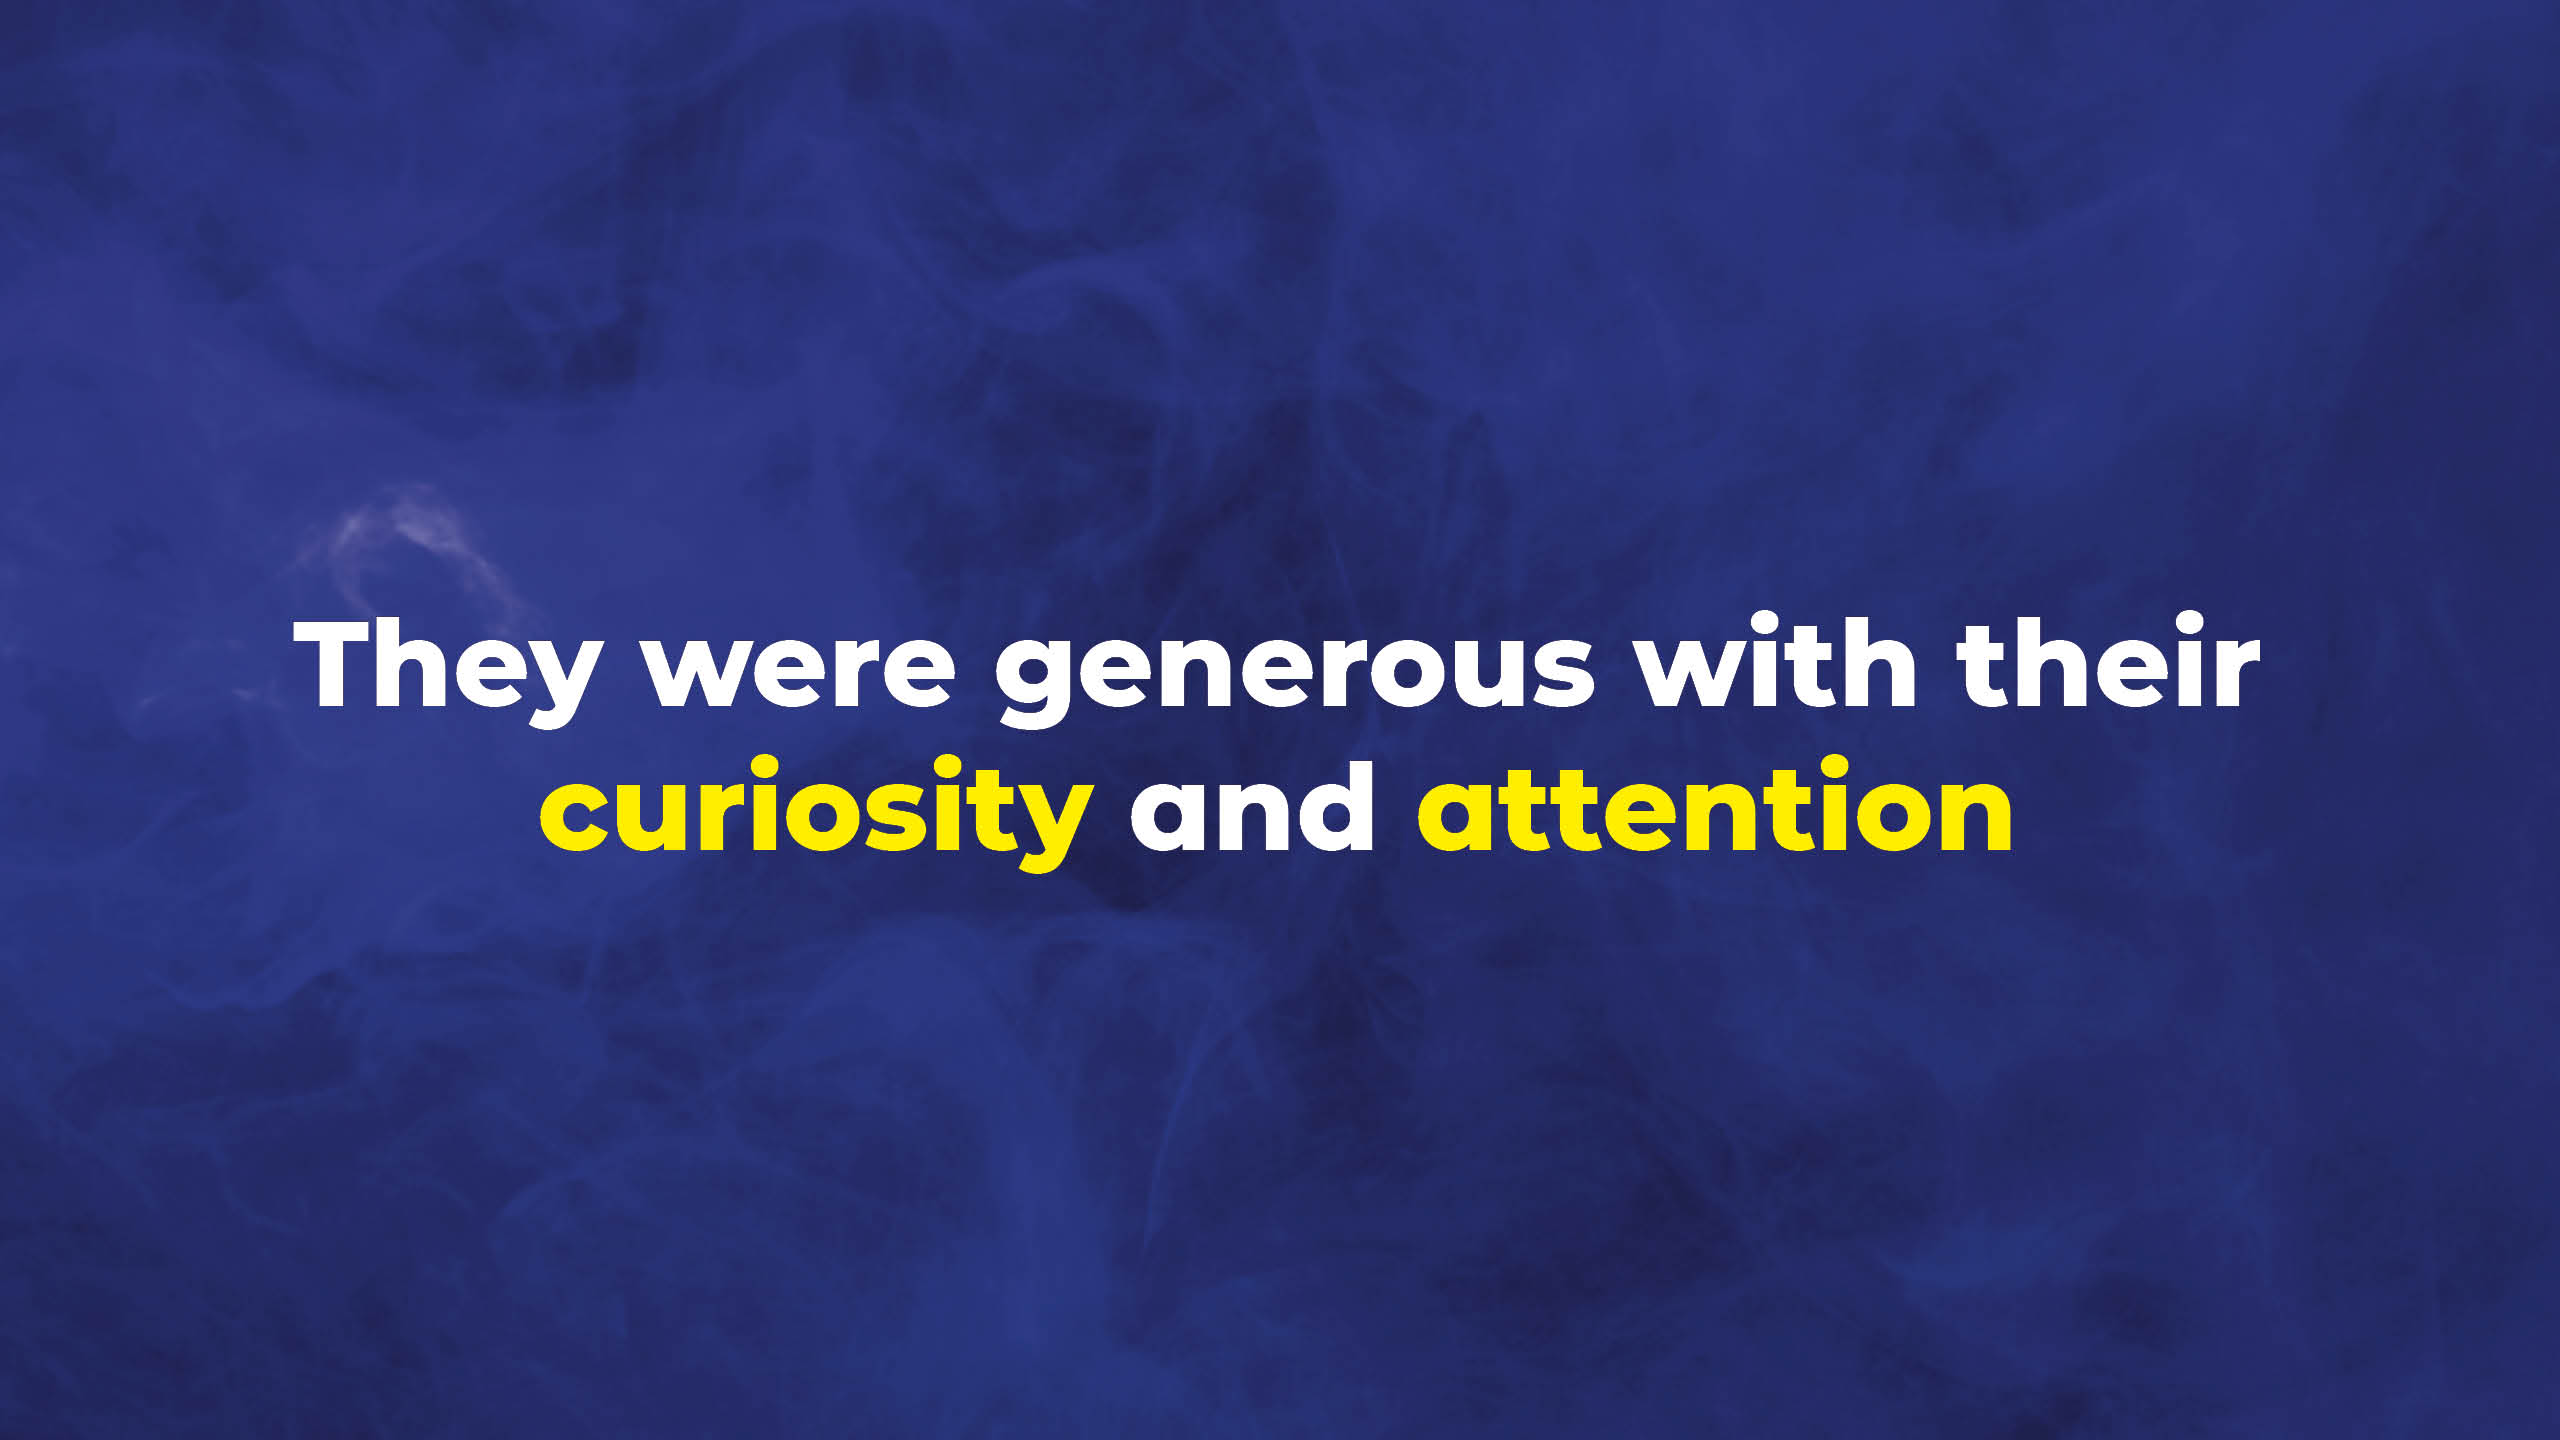 They were generous with their
curiosity and attention